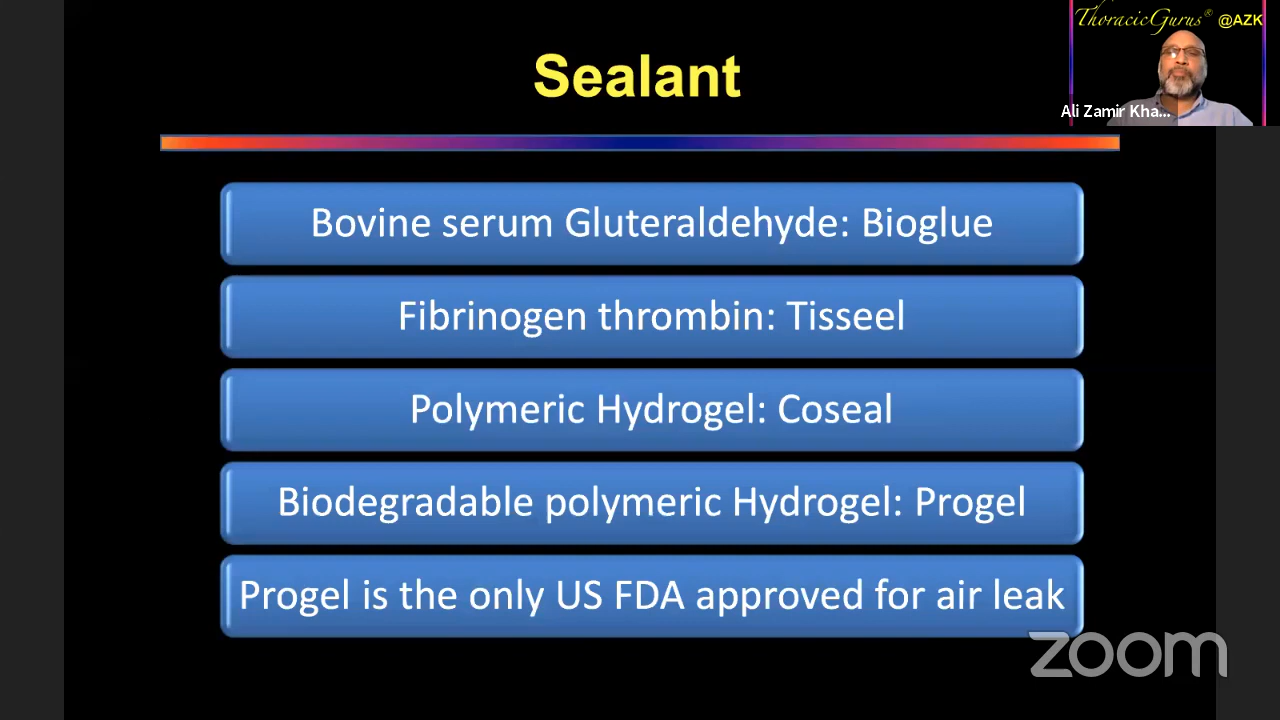 ThoracicGurus® @AZK
Sealant
Ali Zamir Kha...
Bovine serum Gluteraldehyde: Bioglue
Fibrinogen thrombin: Tisseel
Polymeric Hydrogel: Coseal
Biodegradable polymeric Hydrogel: Progel
Progel is the only US FDA approved for air leak
zoom